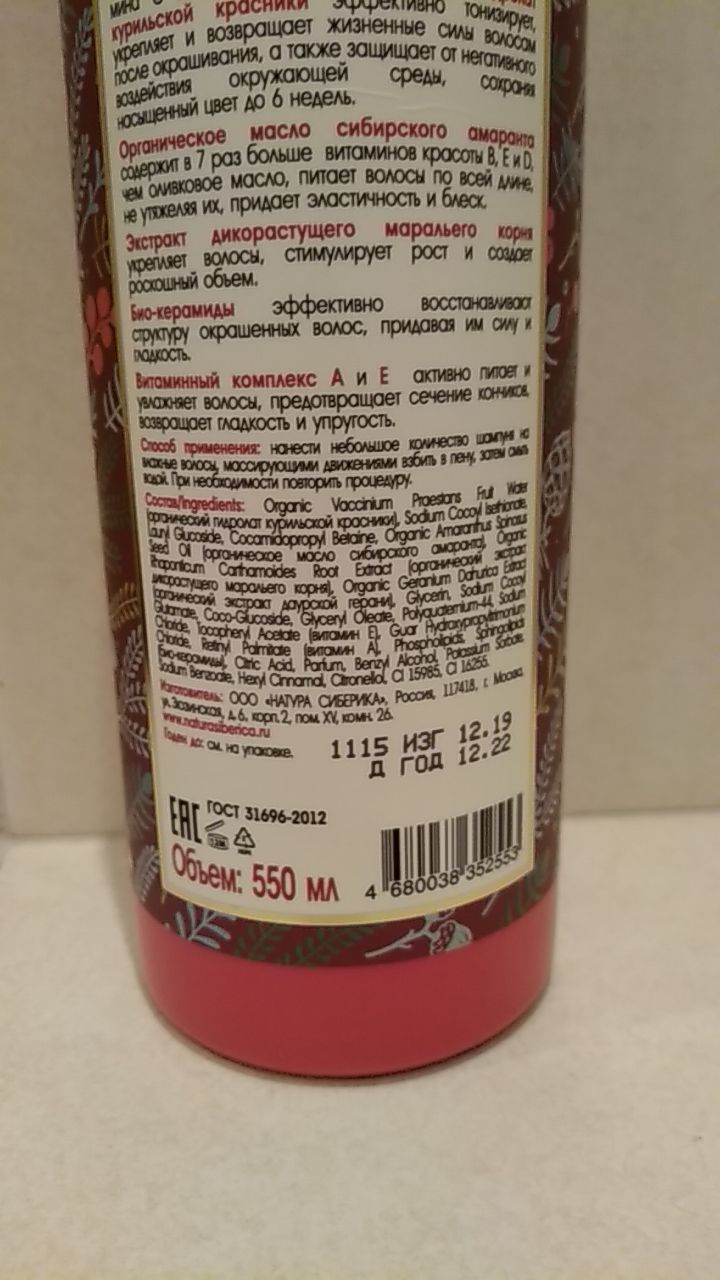 курильской красники эффективно тонизирует,
укрепляет и возвращает жизненные силы волосам
после окрашивания, а также защищает от негативного
воздействия окружающей среды, сохраняя
насыщенный цвет до 6 недель.
Органическое масло сибирского амаранта
содержит в 7 раз больше витаминов красоты В, Е и D,
чем оливковое масло, питает волосы по всей длине,
не утяжеляя их, придает эластичность и блеск.
Экстракт дикорастущего маральего корня
укрепляет волосы, стимулирует рост и создает
роскошный объем.
Био-керамиды эффективно восстанавливают
структуру окрашенных волос, придавая им силу и
гладкость.
Витаминный комплекс А и Е активно питает и
увлажняет волосы, предотвращает сечение кончиков,
возвращает гладкость и упругость.
Способ применения: нанести небольшое количество шампуня на
влажные волосы, массирующими движениями взбить в пену, затем смыть
водой. При необходимости повторить процедуру.
Состав/Ingredients: Organic Vaccinium Praestans Fruit Water
(органический гидролат курильской красники), Sodium Cocoyl Isethionate,
Lauryl Glucoside, Cocamidopropyl Betaine, Organic Amaranthus Spinosus
Seed Oil (органическое масло сибирского амаранта), Organic
Rhaponticum Carthamoides Root Extract (органический экстракт
дикорастущего маральего корня), Organic Geranium Dahurica Extract
(органический экстракт даурской герани), Glycerin, Sodium Cocoyl
Glutamate, Coco-Glucoside, Glyceryl Oleate, Polyquaternium-44, Sodium
Chloride, Tocopheryl Acetate (витамин Е), Guar Hydroxypropyltrimonium
Chloride, Retinyl Palmitate (витамин А), Phospholipids, Sphingolipids
(био-керамиды), Citric Acid, Parfum, Benzyl Alcohol, Potassium Sorbate,
Sodium Benzoate, Hexyl Cinnamal, Citronellol, CI 15985, CI 16255.
Изготовитель: ООО «НАТУРА СИБЕРИКА», Россия, 117418, г. Москва,
ул. Зюзинская, д. 6, корп. 2, пом. XV, комн. 26.
www.naturasiberica.ru
Годен до: см. на упаковке.
1115 ИЗГ 12.19
Д ГОД 12.22
ЕАС ГОСТ 31696-2012
Объем: 550 мл
4 680038 352553